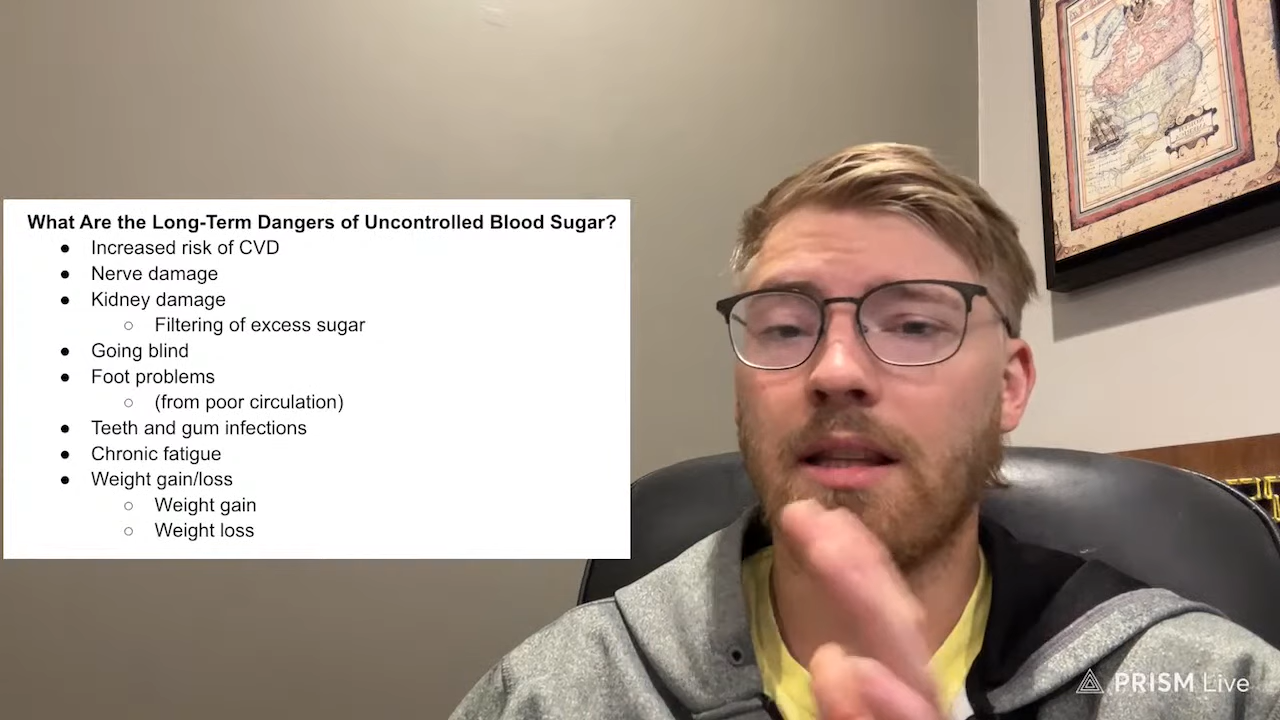 What Are the Long-Term Dangers of Uncontrolled Blood Sugar?
● Increased risk of CVD
● Nerve damage
● Kidney damage
○ Filtering of excess sugar
● Going blind
● Foot problems
○ (from poor circulation)
● Teeth and gum infections
● Chronic fatigue
● Weight gain/loss
○ Weight gain
○ Weight loss
PRISM Live